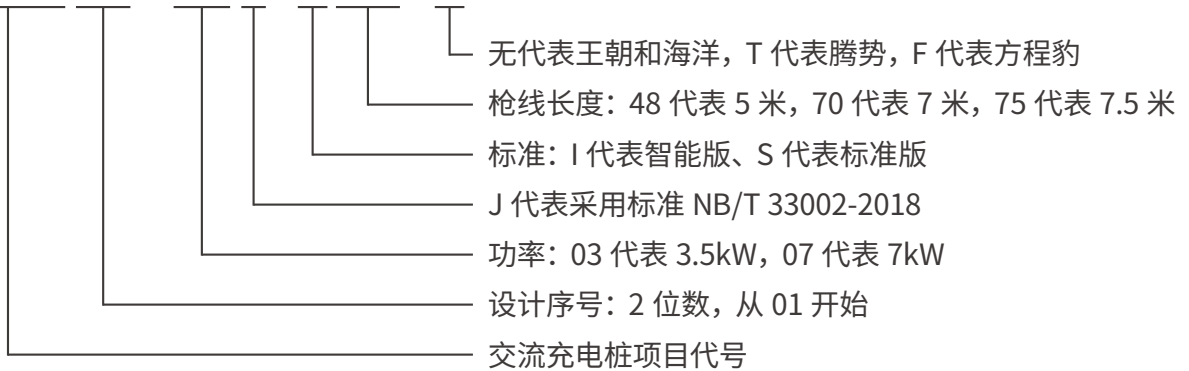 无代表王朝和海洋，T 代表腾势，F 代表方程豹
枪线长度：48 代表 5 米，70 代表 7 米，75 代表 7.5 米
标准：I 代表智能版、S 代表标准版
J 代表采用标准 NB/T 33002-2018
功率：03 代表 3.5kW，07 代表 7kW
设计序号：2 位数，从 01 开始
交流充电桩项目代号